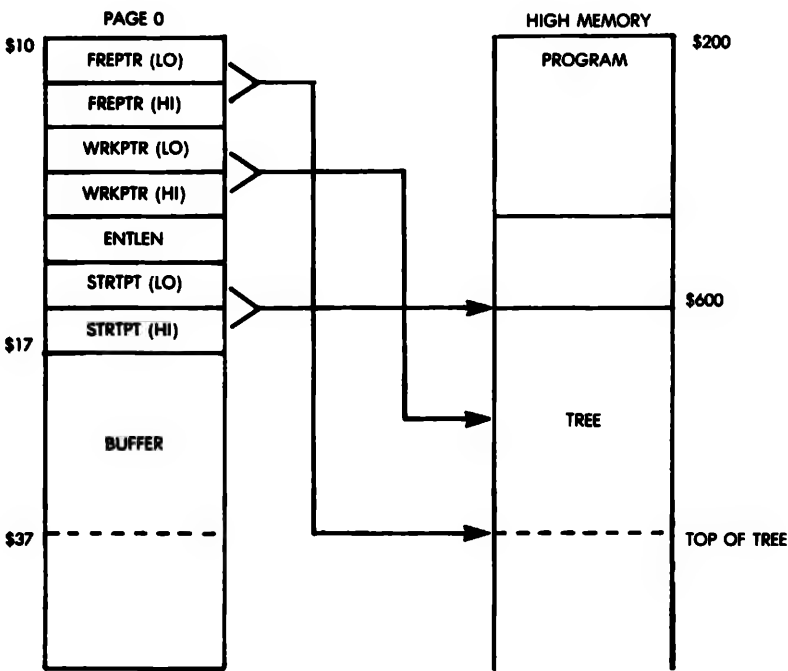 PAGE 0
HIGH MEMORY
$10
$200
FREPTR (LO)
PROGRAM
FREPTR (HI)
WRKPTR (LO)
WRKPTR (HI)
ENTLEN
STRTPT (LO)
$600
STRTPT (HI)
$17
BUFFER
TREE
$37
TOP OF TREE